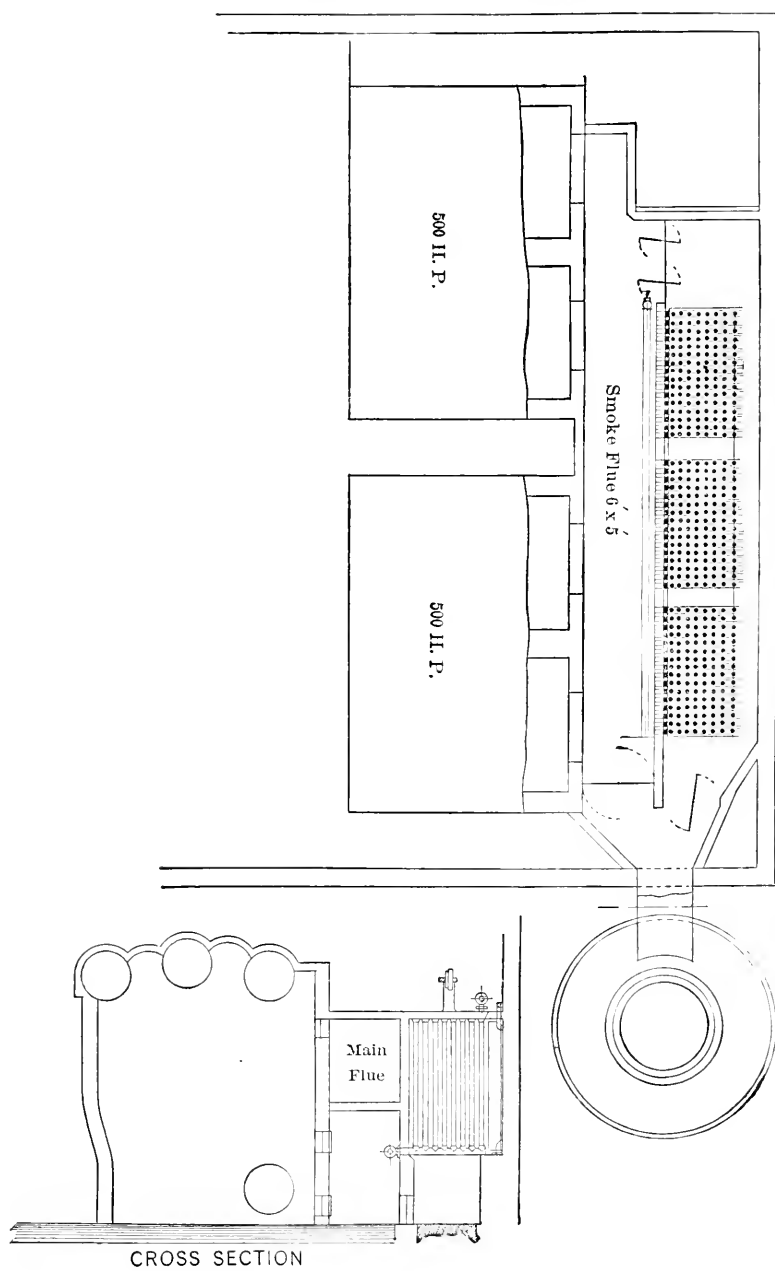 500 H. P.
Smoke Flue 6' x 5'
500 H. P.
Main
Flue
CROSS SECTION